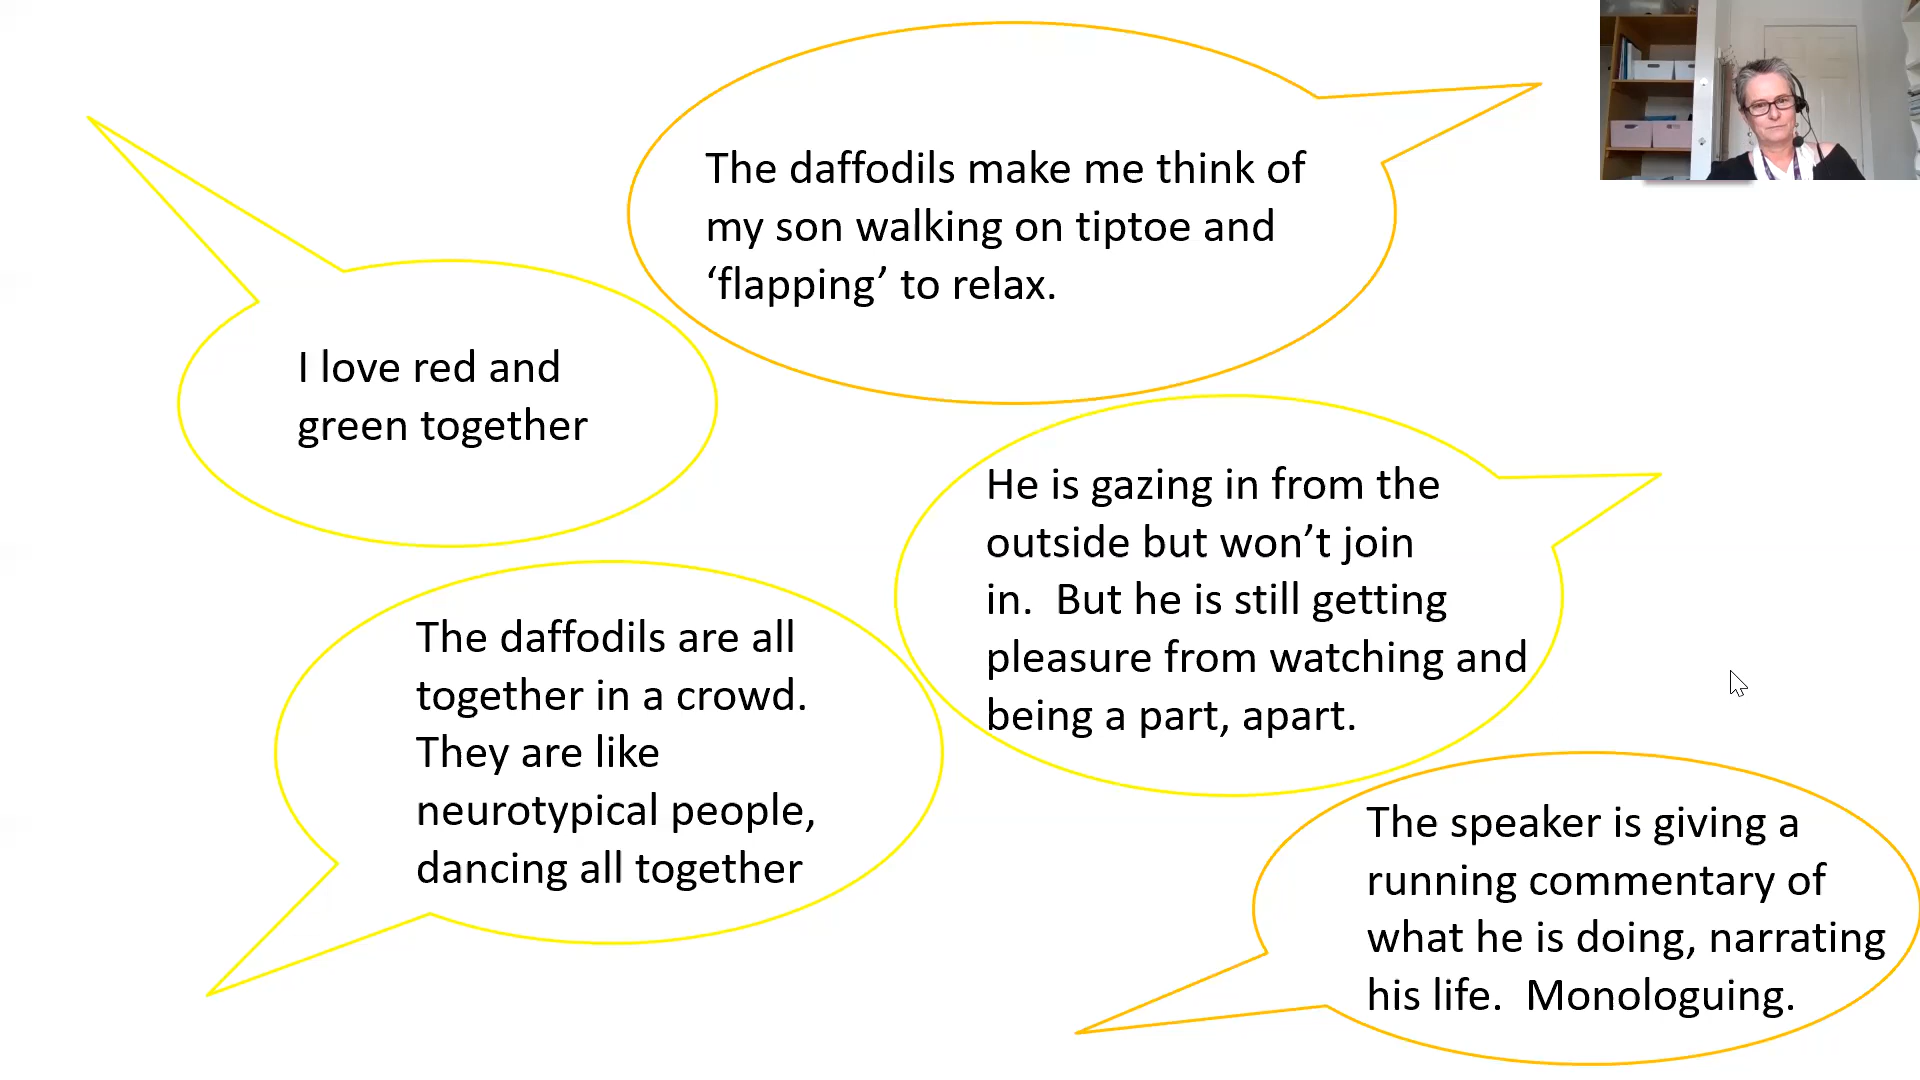 The daffodils make me think of
my son walking on tiptoe and
‘flapping’ to relax.
I love red and
green together
He is gazing in from the
outside but won’t join
in.  But he is still getting
pleasure from watching and
being a part, apart.
The daffodils are all
together in a crowd.
They are like
neurotypical people,
dancing all together
The speaker is giving a
running commentary of
what he is doing, narrating
his life.  Monologuing.